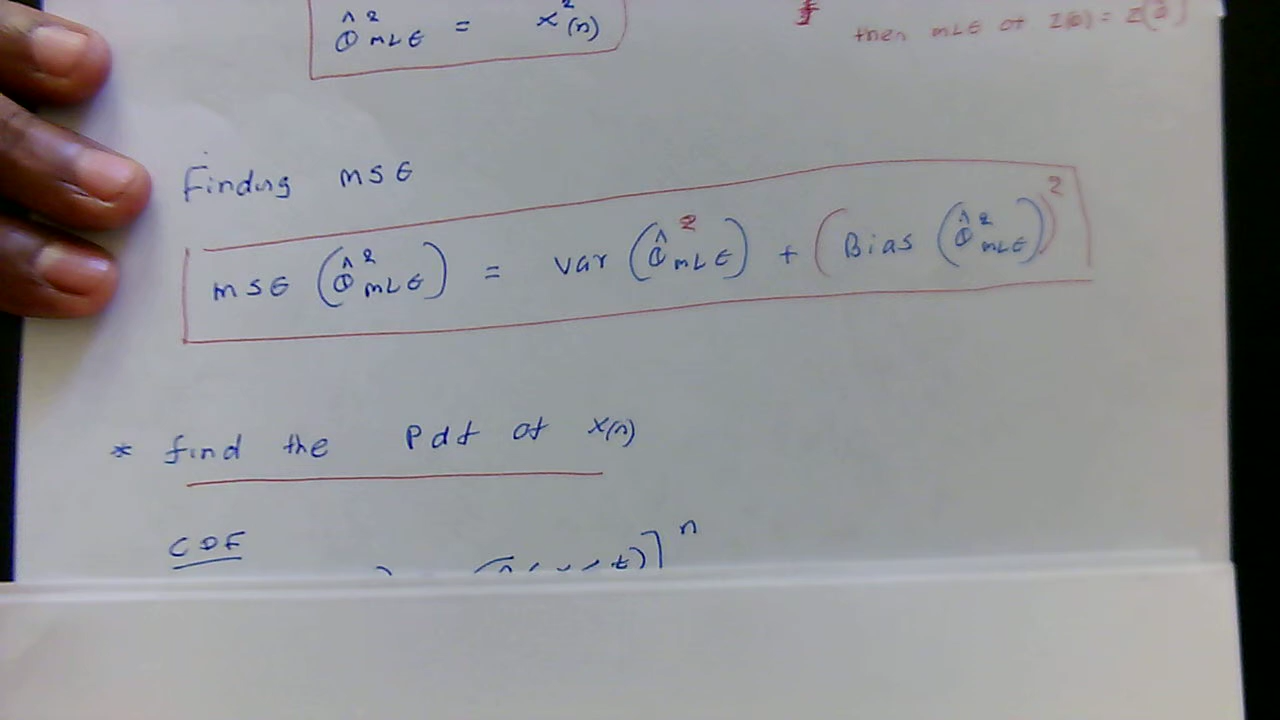 θ̂²MLE = x²(n)
then MLE of Z(θ) = Z(θ̂)
Finding MSE
MSE (θ̂²MLE) = var (θ̂²MLE) + (Bias (θ̂²MLE))²
* find the Pdf of x(n)
CDF